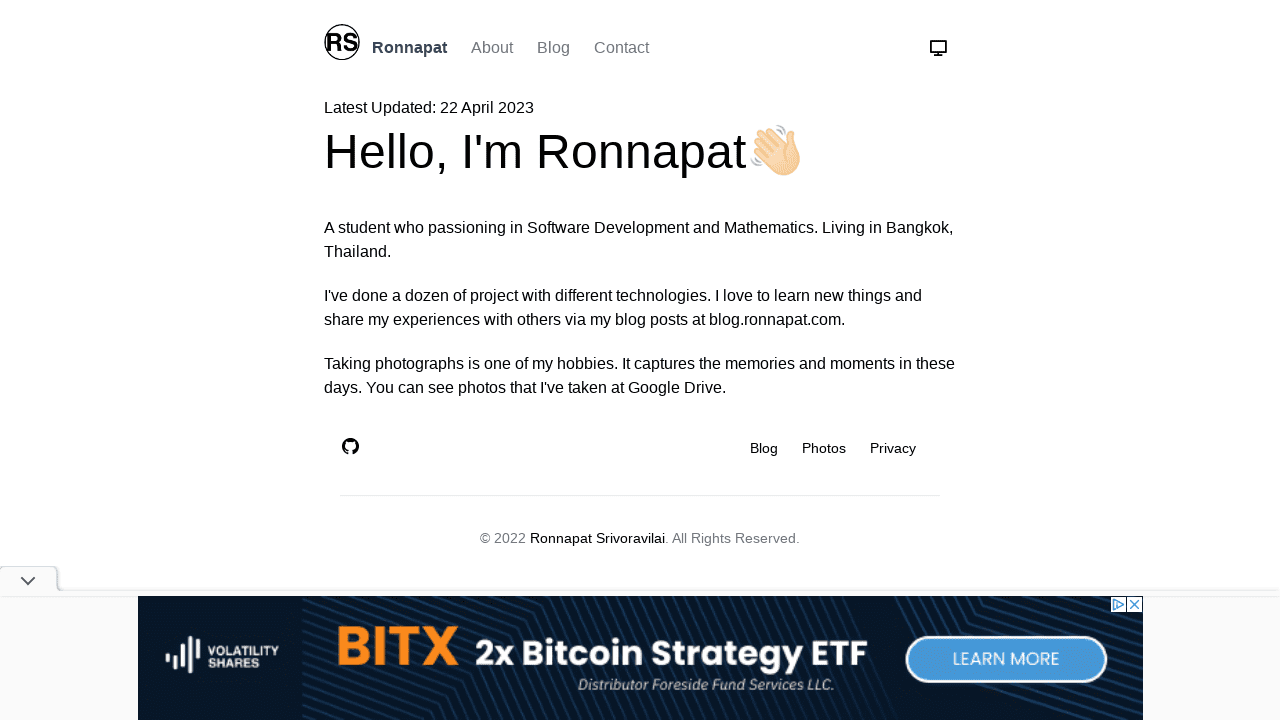 RS
Ronnapat About Blog Contact
Latest Updated: 22 April 2023
Hello, I'm Ronnapat👋🏻
A student who passioning in Software Development and Mathematics. Living in Bangkok,
Thailand.
I've done a dozen of project with different technologies. I love to learn new things and
share my experiences with others via my blog posts at blog.ronnapat.com.
Taking photographs is one of my hobbies. It captures the memories and moments in these
days. You can see photos that I've taken at Google Drive.
Blog Photos Privacy
© 2022 Ronnapat Srivoravilai. All Rights Reserved.
VOLATILITY
SHARES
BITX 2x Bitcoin Strategy ETF
Distributor Foreside Fund Services LLC.
LEARN MORE